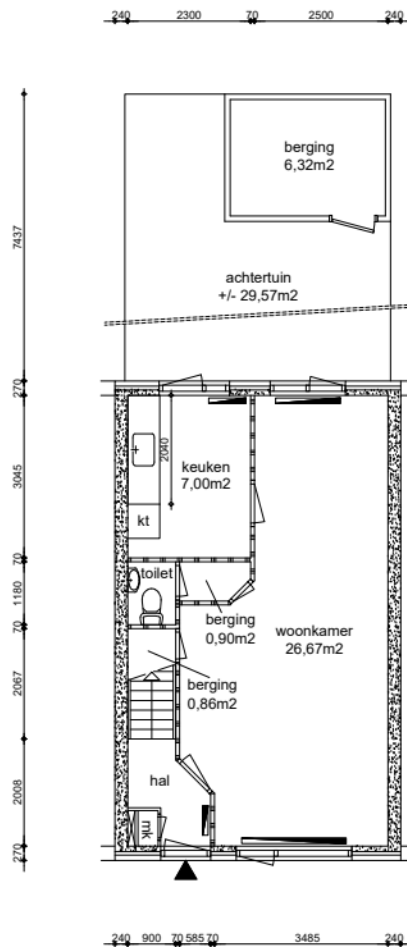 240 2300 70 2500 240
berging
6,32m2
7437
achtertuin
+/- 29,57m2
270
2040
3045
keuken
7,00m2
kt
70
toilet
1180
berging
0,90m2
70
woonkamer
26,67m2
2067
berging
0,86m2
hal
2008
mk
270
240 900 70 585 70 3485 240